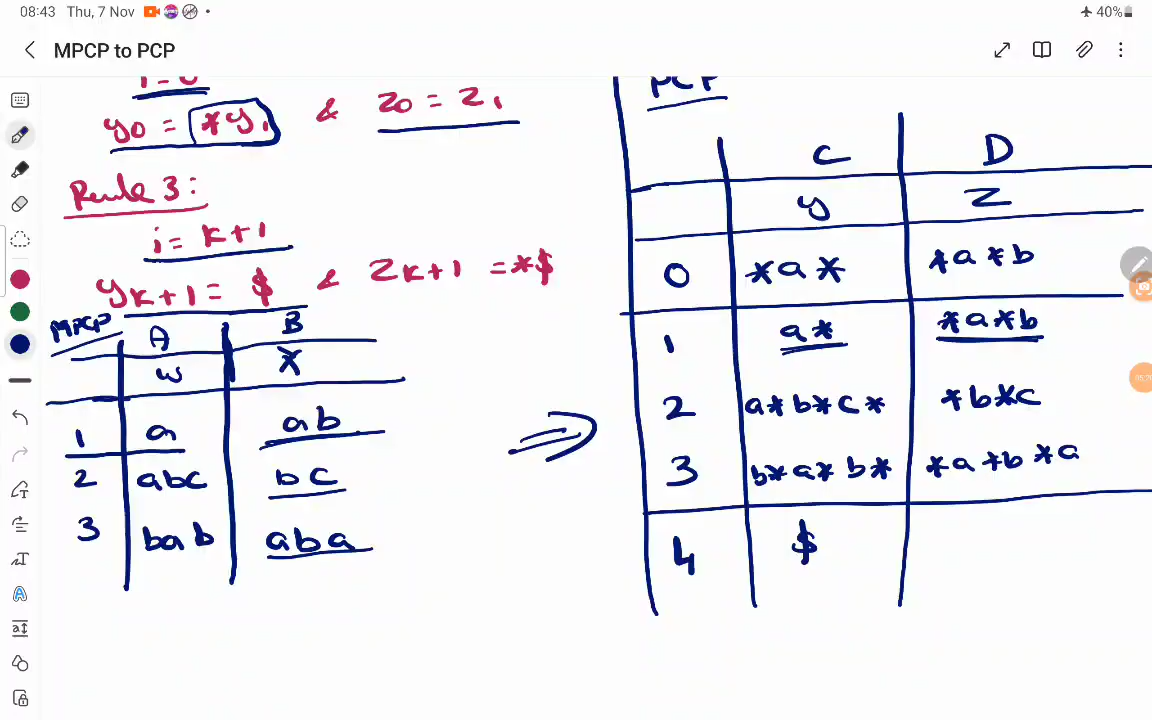 08:43 Thu, 7 Nov
40%
MPCP to PCP
y0 = *y1 & z0 = z1
Rule 3:
i = k+1
yk+1 = $ & zk+1 = *$
MPCP A B
w x
1 a ab
2 abc bc
3 bab aba
PCP
C D
y z
0 *a* *a*b
1 a* *a*b
2 a*b*c* *b*c
3 b*a*b* *a*b*a
4 $